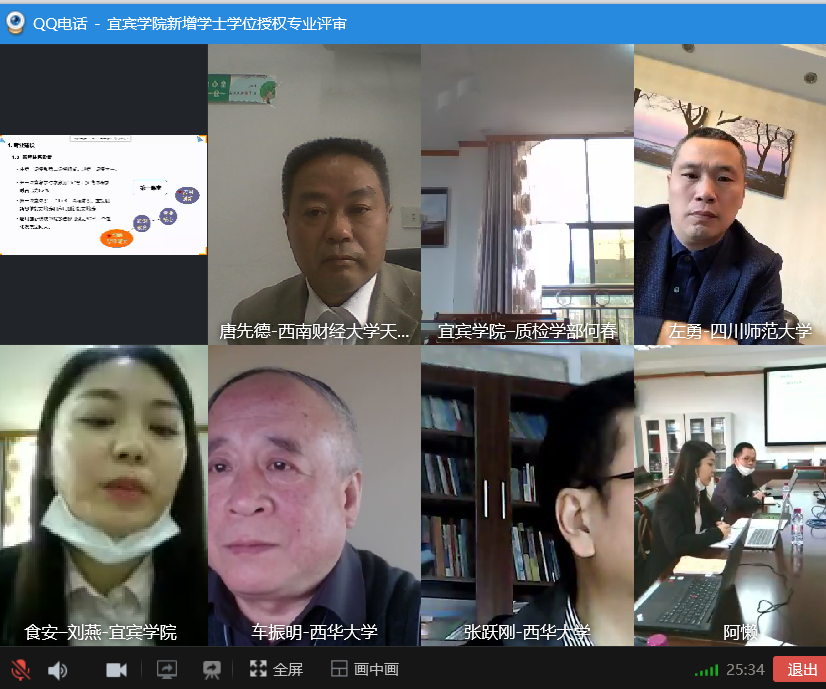 QQ电话 - 宜宾学院新增学士学位授权专业评审
唐先德-西南财经大学天...
宜宾学院–质检学部何春
左勇-四川师范大学
食安–刘燕-宜宾学院
车振明-西华大学
张跃刚-西华大学
阿懒
全屏
画中画
25:34
退出